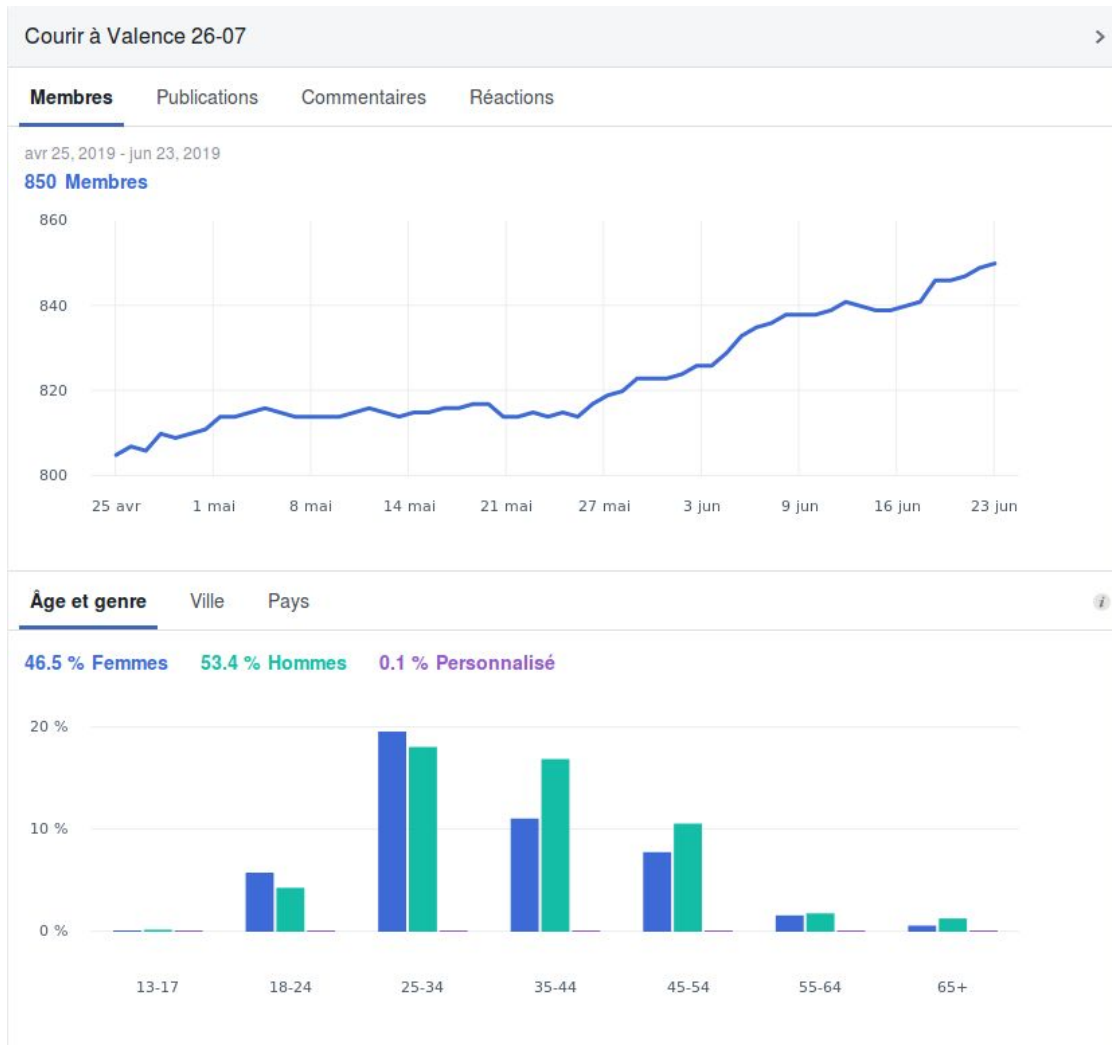 Courir à Valence 26-07
Membres Publications Commentaires Réactions
avr 25, 2019 - jun 23, 2019
850 Membres
860
840
820
800
25 avr 1 mai 8 mai 14 mai 21 mai 27 mai 3 jun 9 jun 16 jun 23 jun
Âge et genre Ville Pays
46.5 % Femmes 53.4 % Hommes 0.1 % Personnalisé
20 %
10 %
0 %
13-17 18-24 25-34 35-44 45-54 55-64 65+